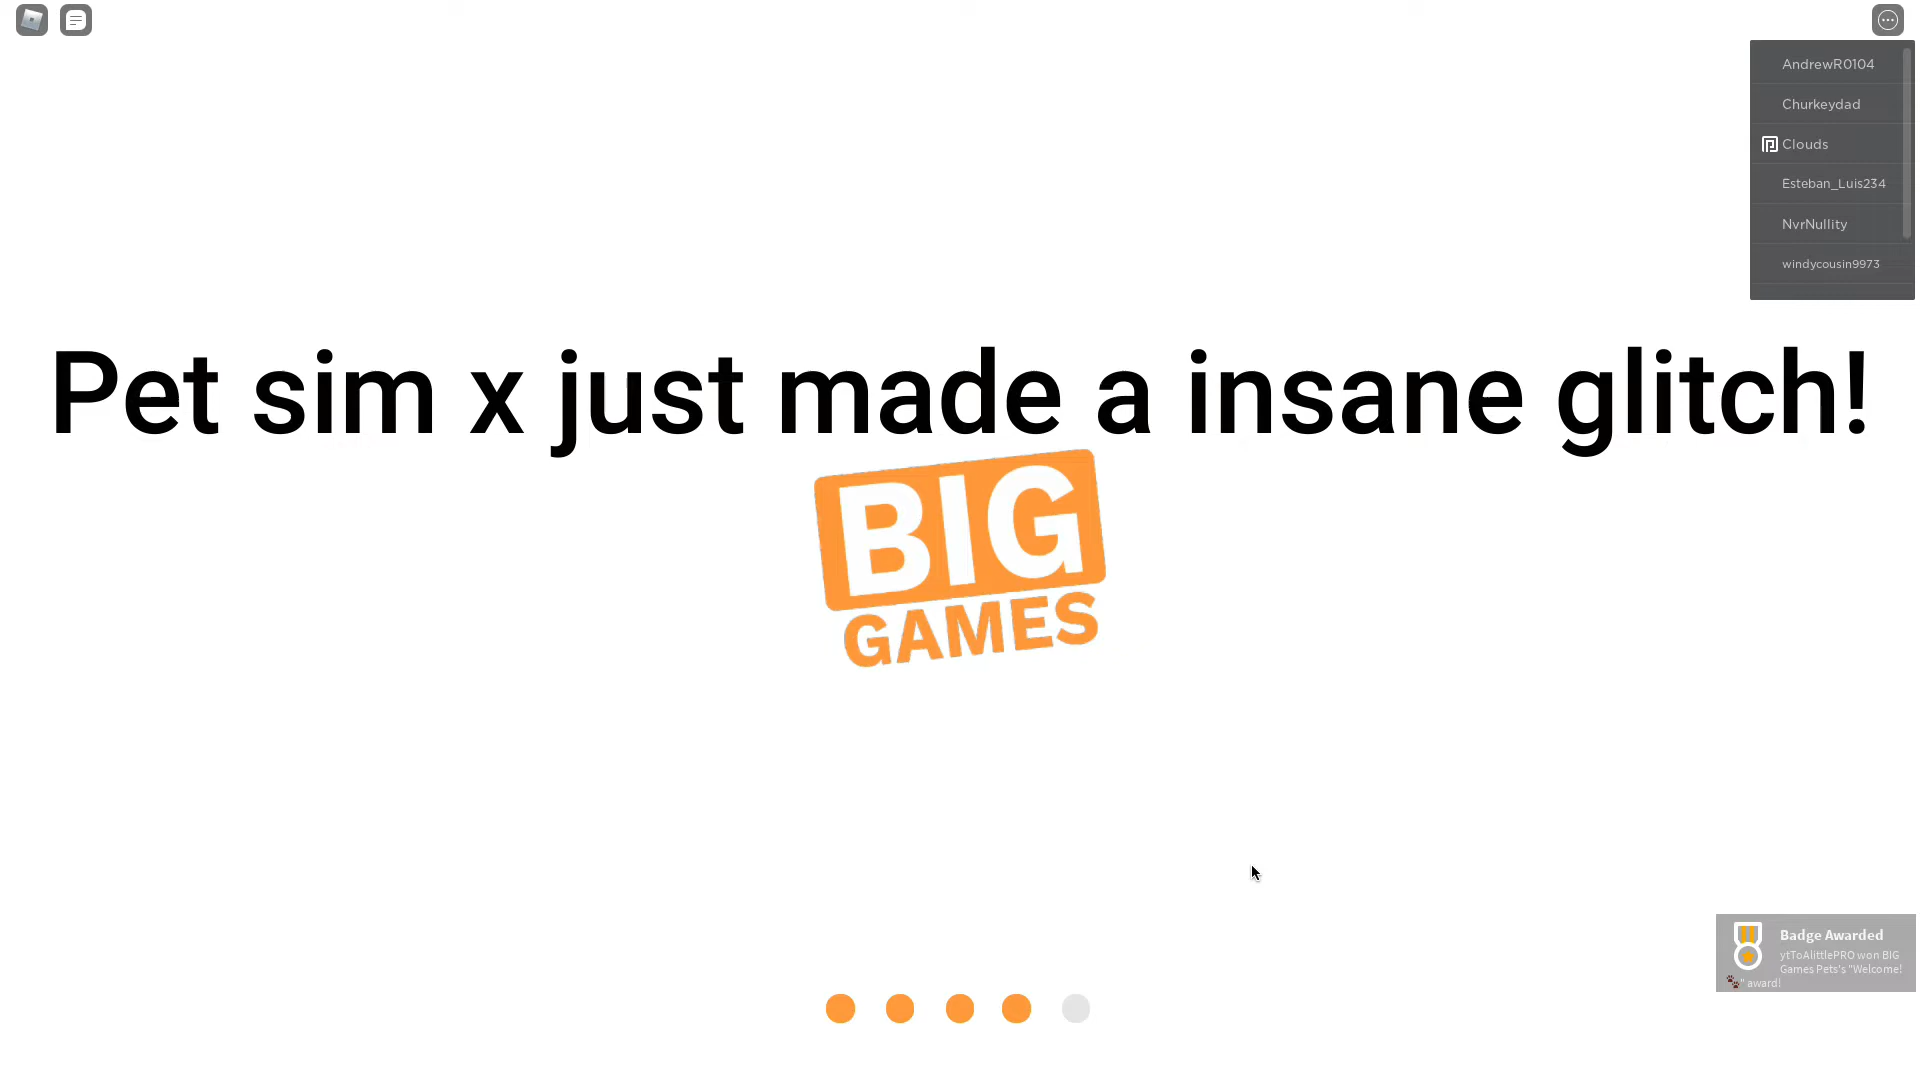 AndrewR0104
Churkeydad
Clouds
Esteban_Luis234
NvrNullity
windycousin9973
Pet sim x just made a insane glitch!
BIG
GAMES
Badge Awarded
ytToAlittlePRO won BIG
Games Pets's "Welcome!
🐾" award!